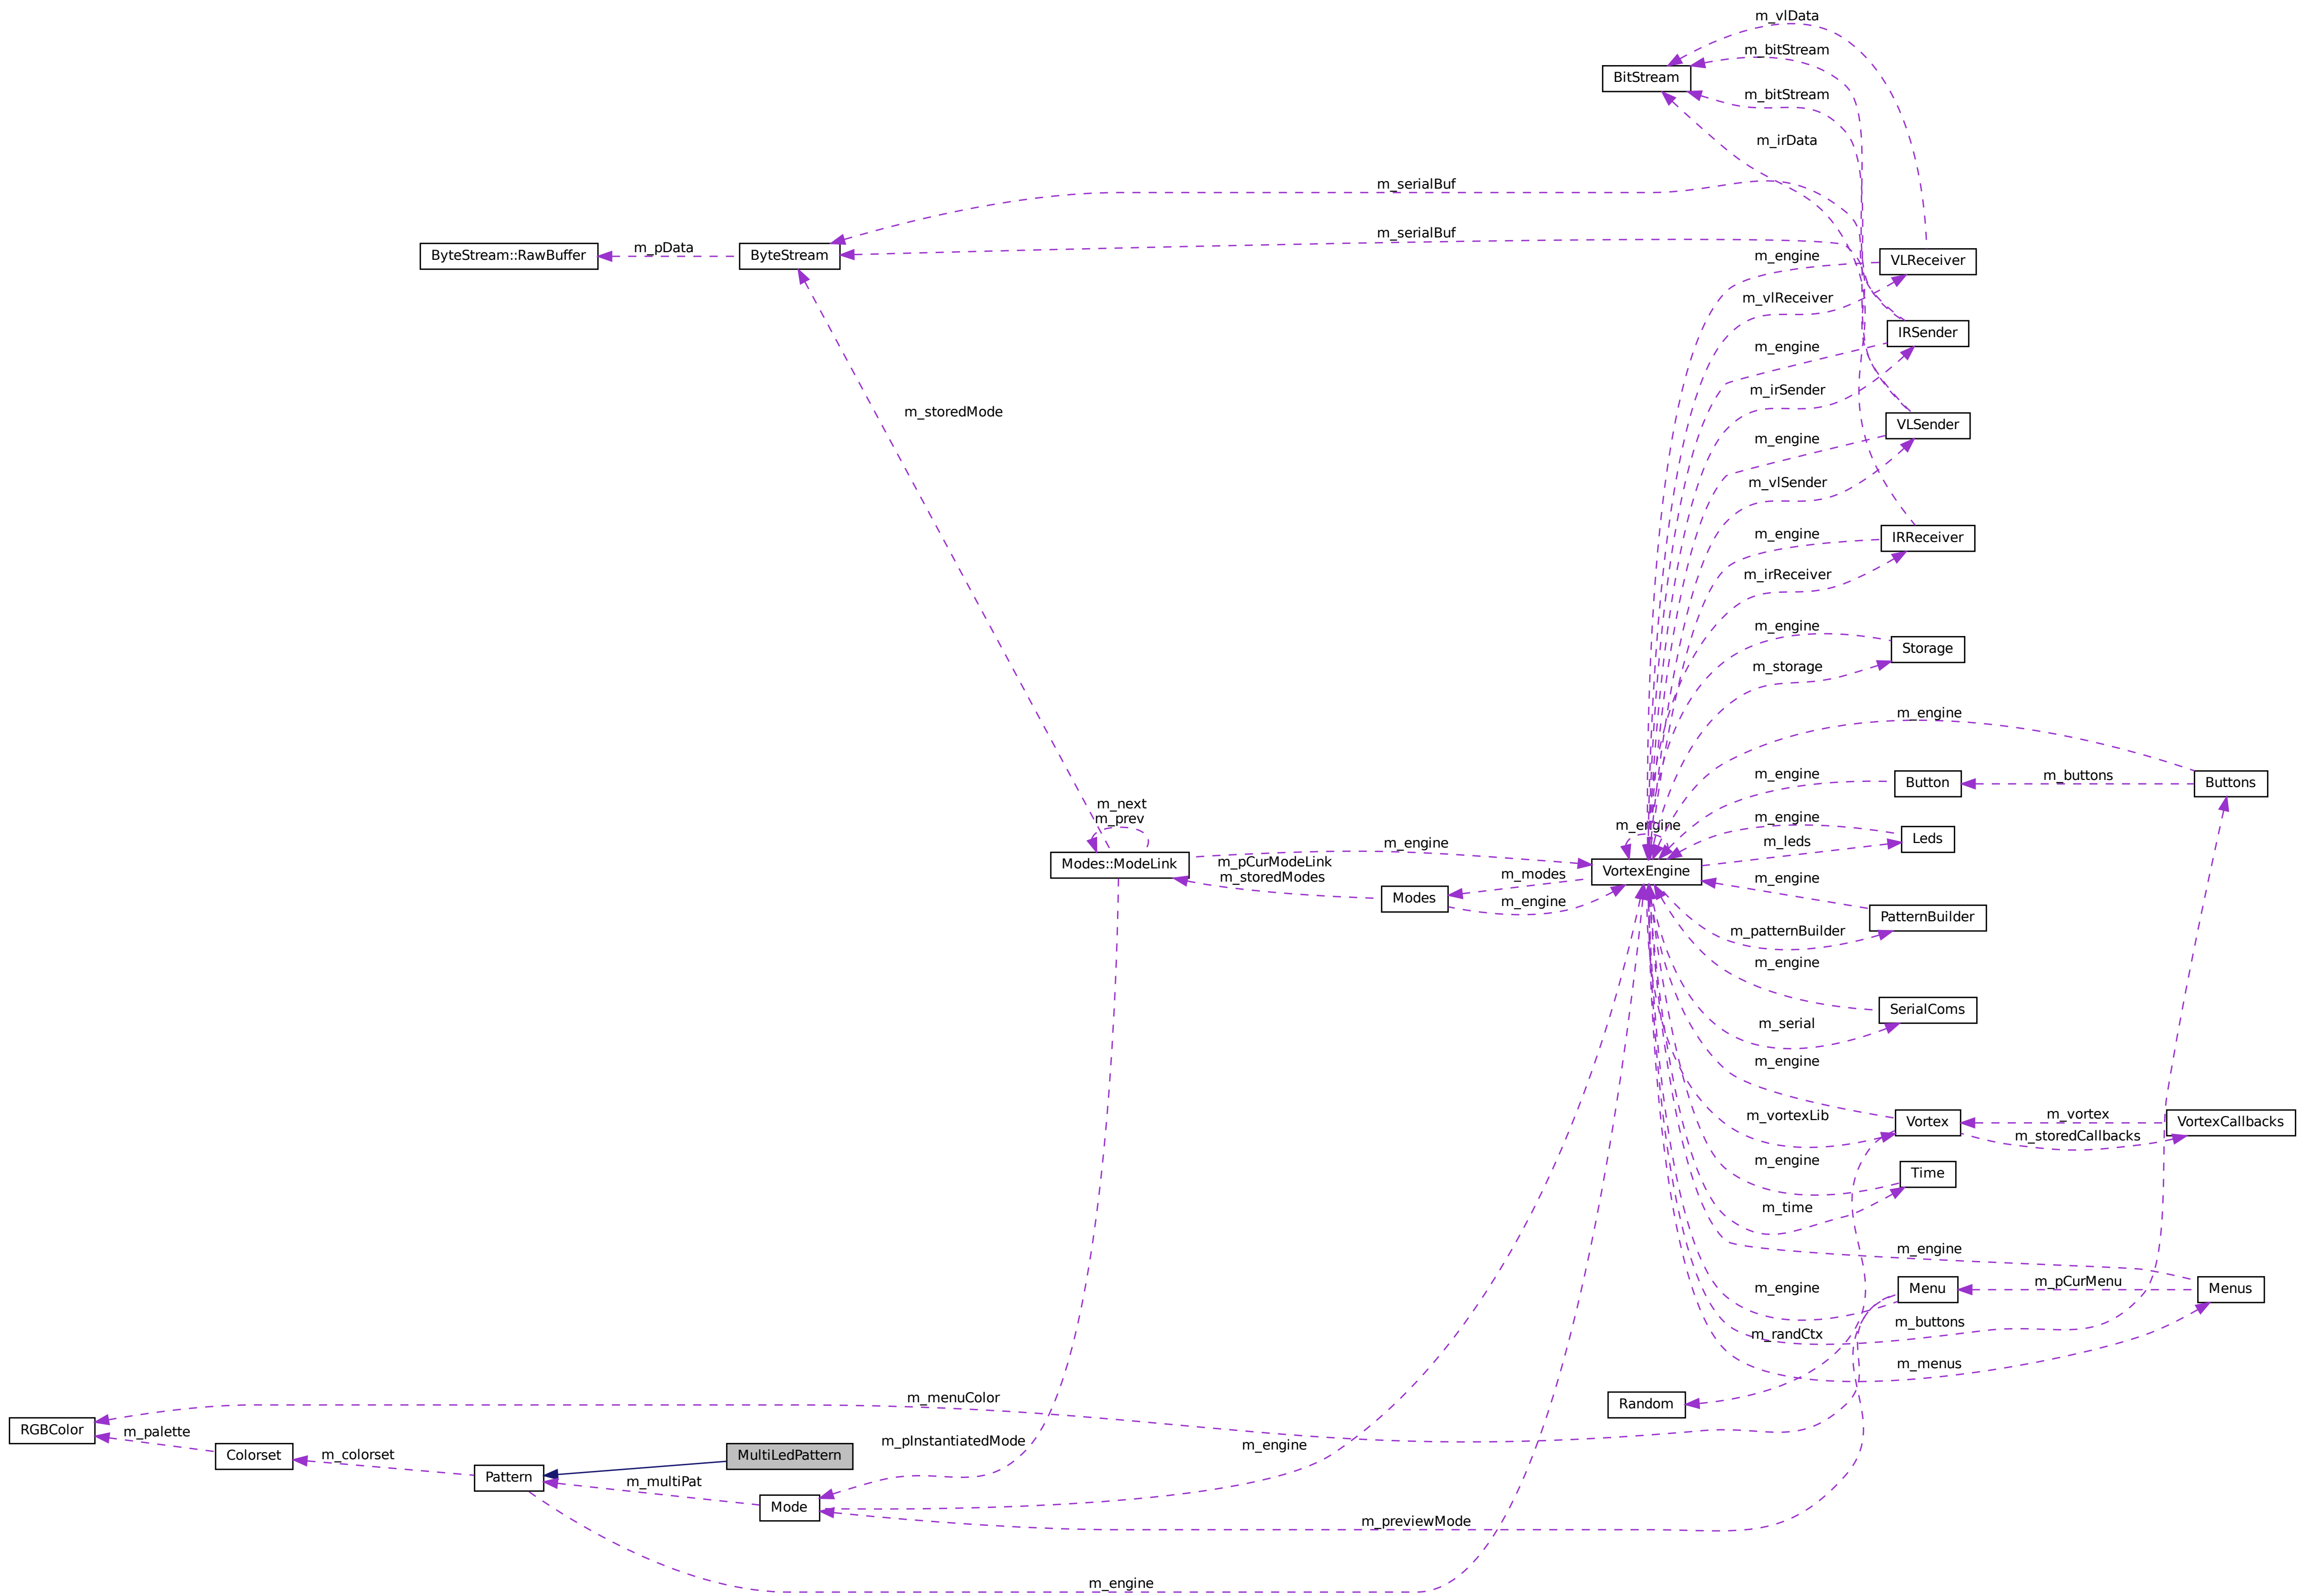 m_vlData
m_bitStream
BitStream
m_bitStream
m_irData
m_serialBuf
m_serialBuf
ByteStream::RawBuffer
m_pData
ByteStream
m_engine
VLReceiver
m_vlReceiver
IRSender
m_engine
m_irSender
m_storedMode
VLSender
m_engine
m_vlSender
m_engine
IRReceiver
m_irReceiver
m_engine
Storage
m_storage
m_engine
m_engine
Button
m_buttons
Buttons
m_next
m_prev
m_engine
m_engine
Leds
m_leds
m_engine
Modes::ModeLink
m_pCurModeLink
m_storedModes
VortexEngine
m_modes
m_engine
Modes
m_engine
PatternBuilder
m_patternBuilder
m_engine
SerialComs
m_serial
m_engine
m_vortexLib
Vortex
m_vortex
VortexCallbacks
m_storedCallbacks
m_engine
Time
m_time
m_engine
m_engine
Menu
m_pCurMenu
Menus
m_randCtx
m_buttons
m_menus
m_menuColor
Random
RGBColor
m_palette
m_pInstantiatedMode
m_engine
Colorset
m_colorset
MultiLedPattern
Pattern
m_multiPat
Mode
m_previewMode
m_engine